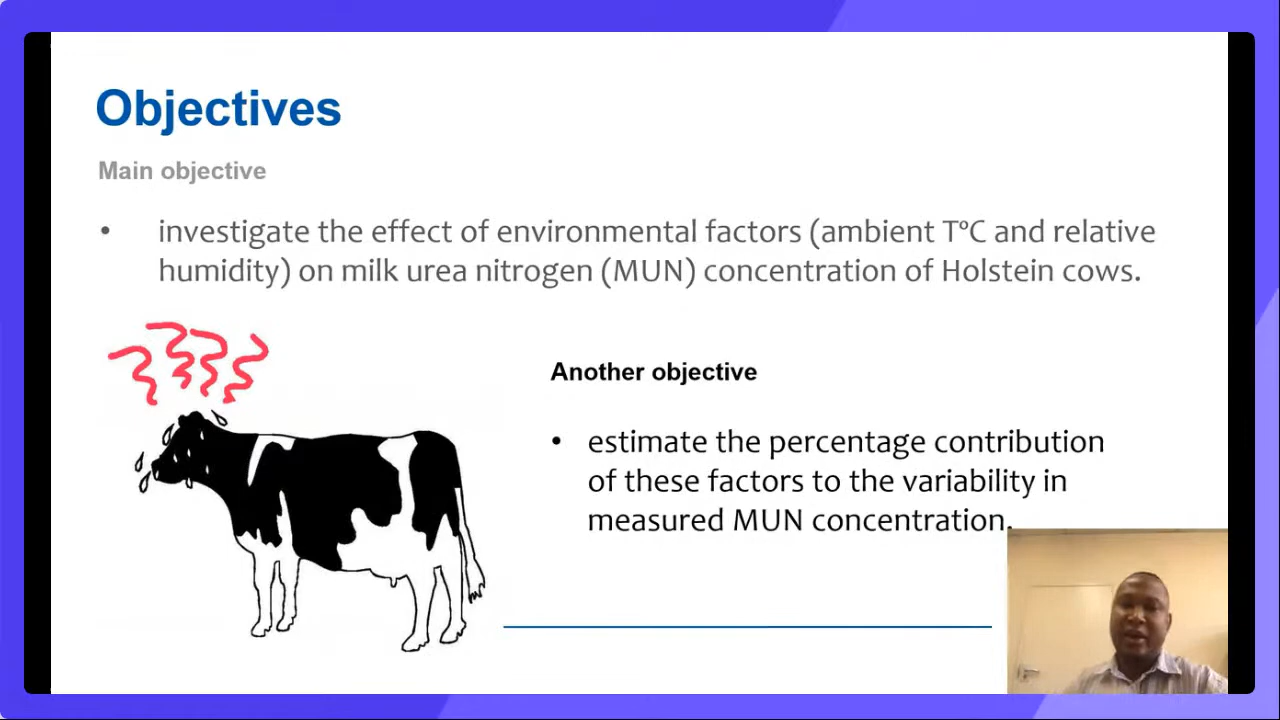 Objectives
Main objective
• investigate the effect of environmental factors (ambient TºC and relative
humidity) on milk urea nitrogen (MUN) concentration of Holstein cows.
Another objective
• estimate the percentage contribution
of these factors to the variability in
measured MUN concentration.